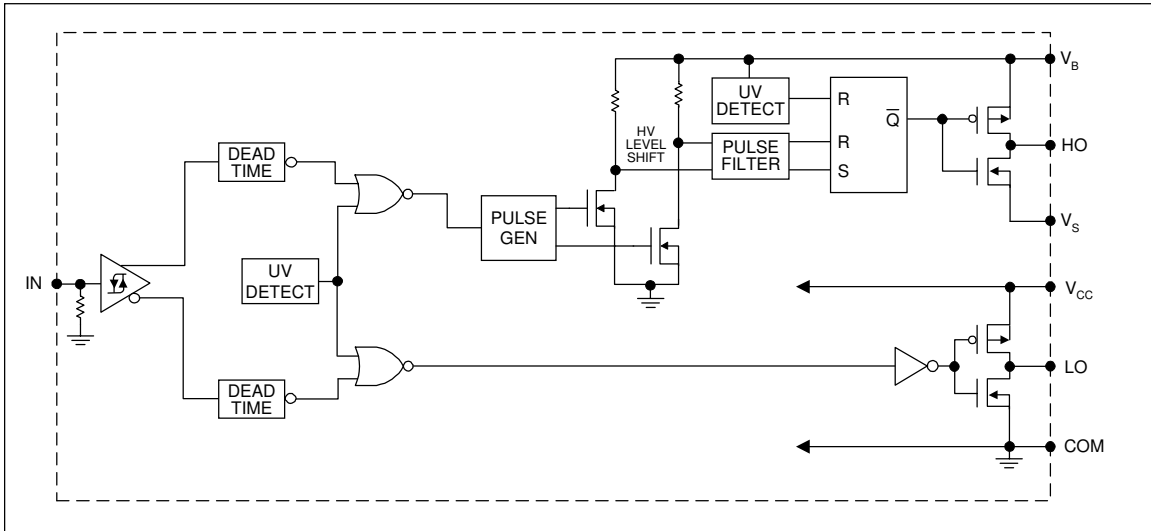 V_B
UV
DETECT
R
Q̅
HV
LEVEL
SHIFT
DEAD
TIME
PULSE
FILTER
R
S
HO
PULSE
GEN
V_S
UV
DETECT
IN
V_CC
DEAD
TIME
LO
COM